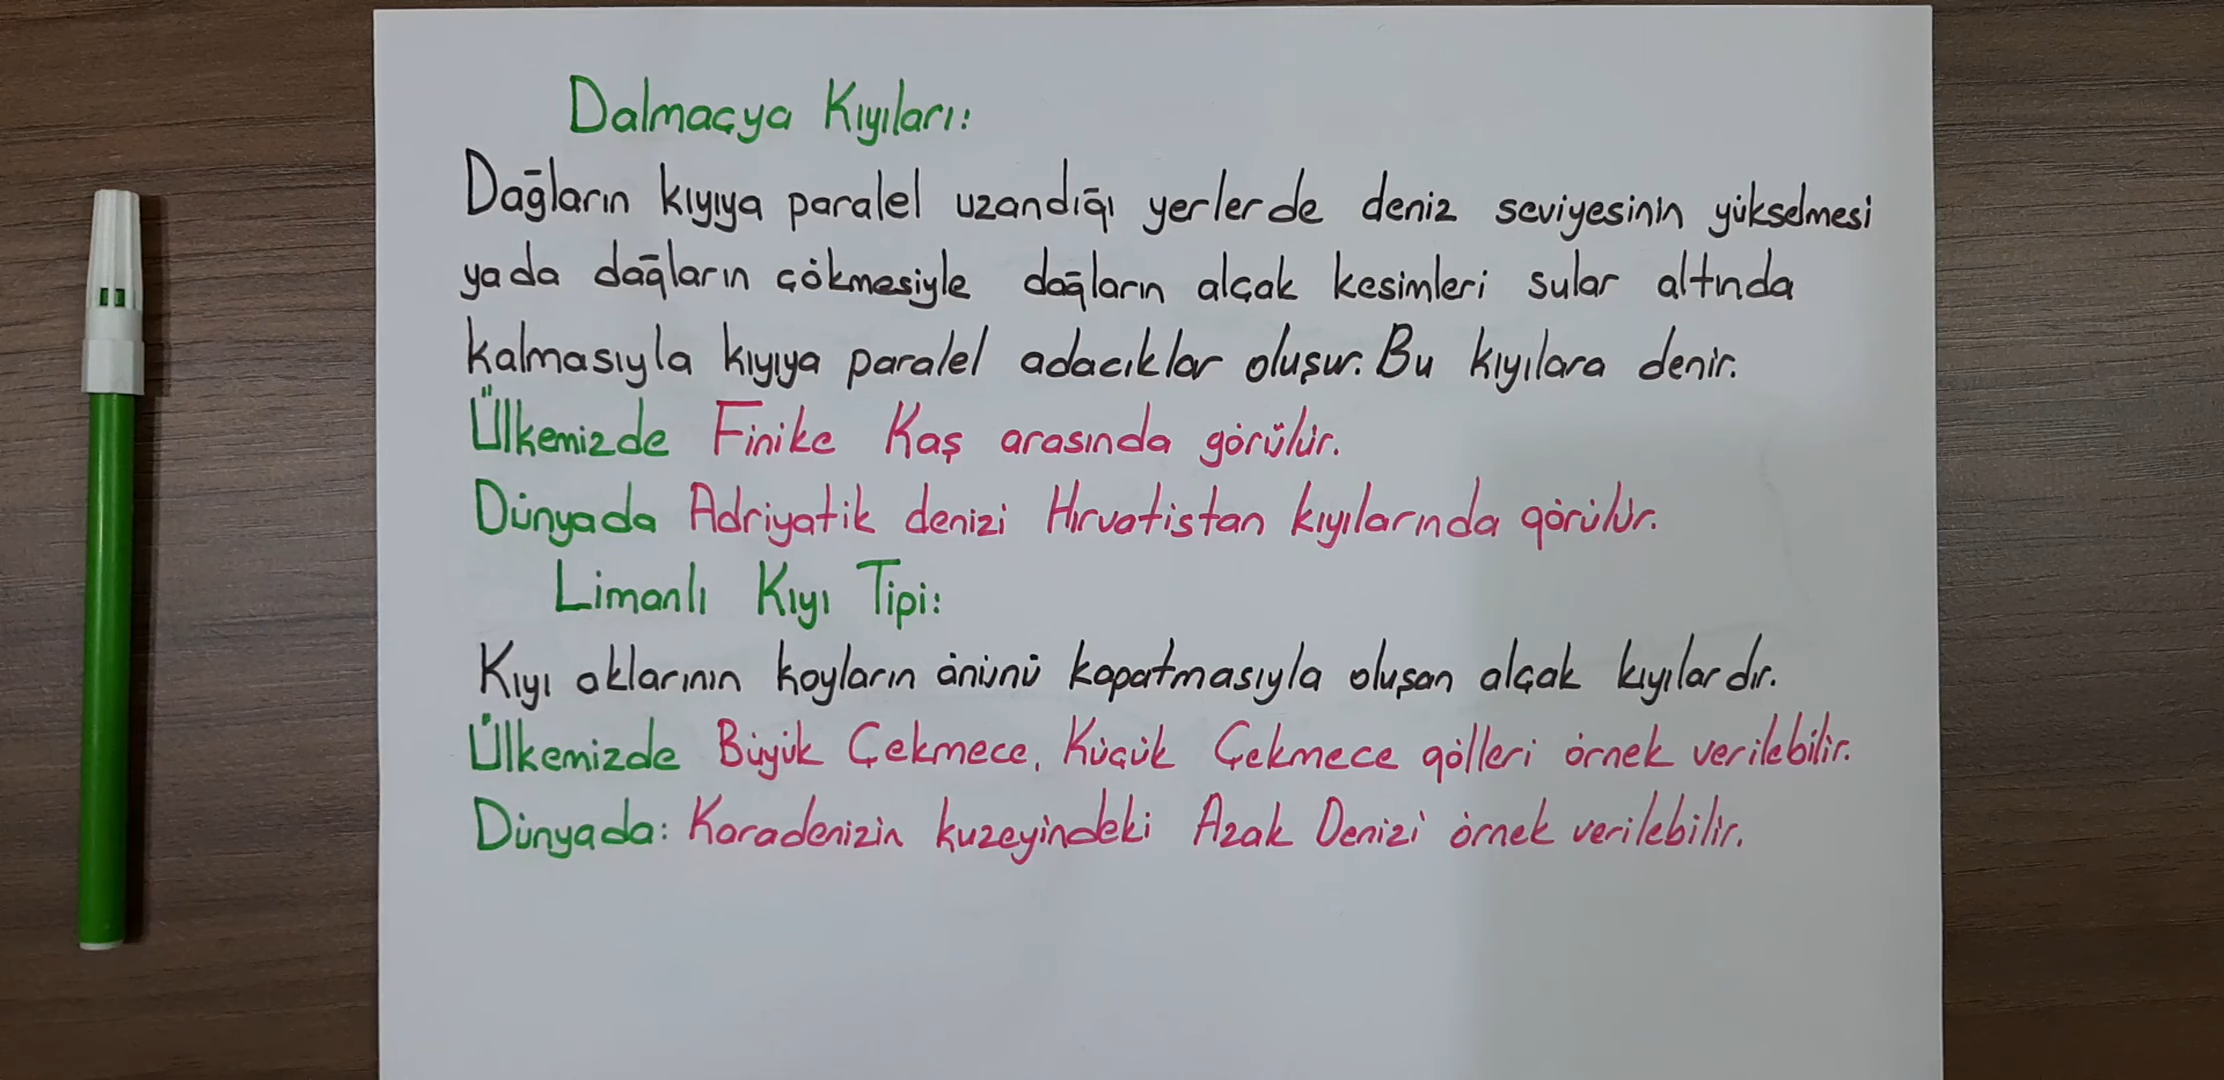 Dalmaçya Kıyıları:
Dağların kıyıya paralel uzandığı yerlerde deniz seviyesinin yükselmesi
yada dağların çökmesiyle dağların alçak kesimleri sular altında
kalmasıyla kıyıya paralel adacıklar oluşur. Bu kıyılara denir.
Ülkemizde Finike Kaş arasında görülür.
Dünyada Adriyatik denizi Hırvatistan kıyılarında görülür.
Limanlı Kıyı Tipi:
Kıyı oklarının koyların önünü kapatmasıyla oluşan alçak kıyılardır.
Ülkemizde Büyük Çekmece, Küçük Çekmece gölleri örnek verilebilir.
Dünyada: Karadenizin kuzeyindeki Azak Denizi örnek verilebilir.